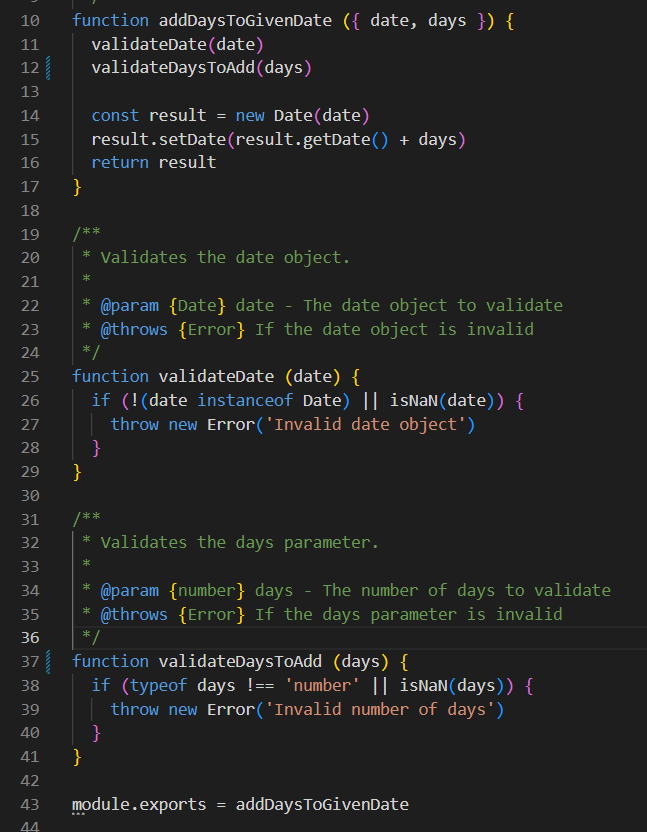 10 function addDaysToGivenDate ({ date, days }) {
11   validateDate(date)
12   validateDaysToAdd(days)
13
14   const result = new Date(date)
15   result.setDate(result.getDate() + days)
16   return result
17 }
18
19 /**
20  * Validates the date object.
21  *
22  * @param {Date} date - The date object to validate
23  * @throws {Error} If the date object is invalid
24  */
25 function validateDate (date) {
26   if (!(date instanceof Date) || isNaN(date)) {
27     throw new Error('Invalid date object')
28   }
29 }
30
31 /**
32  * Validates the days parameter.
33  *
34  * @param {number} days - The number of days to validate
35  * @throws {Error} If the days parameter is invalid
36  */
37 function validateDaysToAdd (days) {
38   if (typeof days !== 'number' || isNaN(days)) {
39     throw new Error('Invalid number of days')
40   }
41 }
42
43 module.exports = addDaysToGivenDate
44